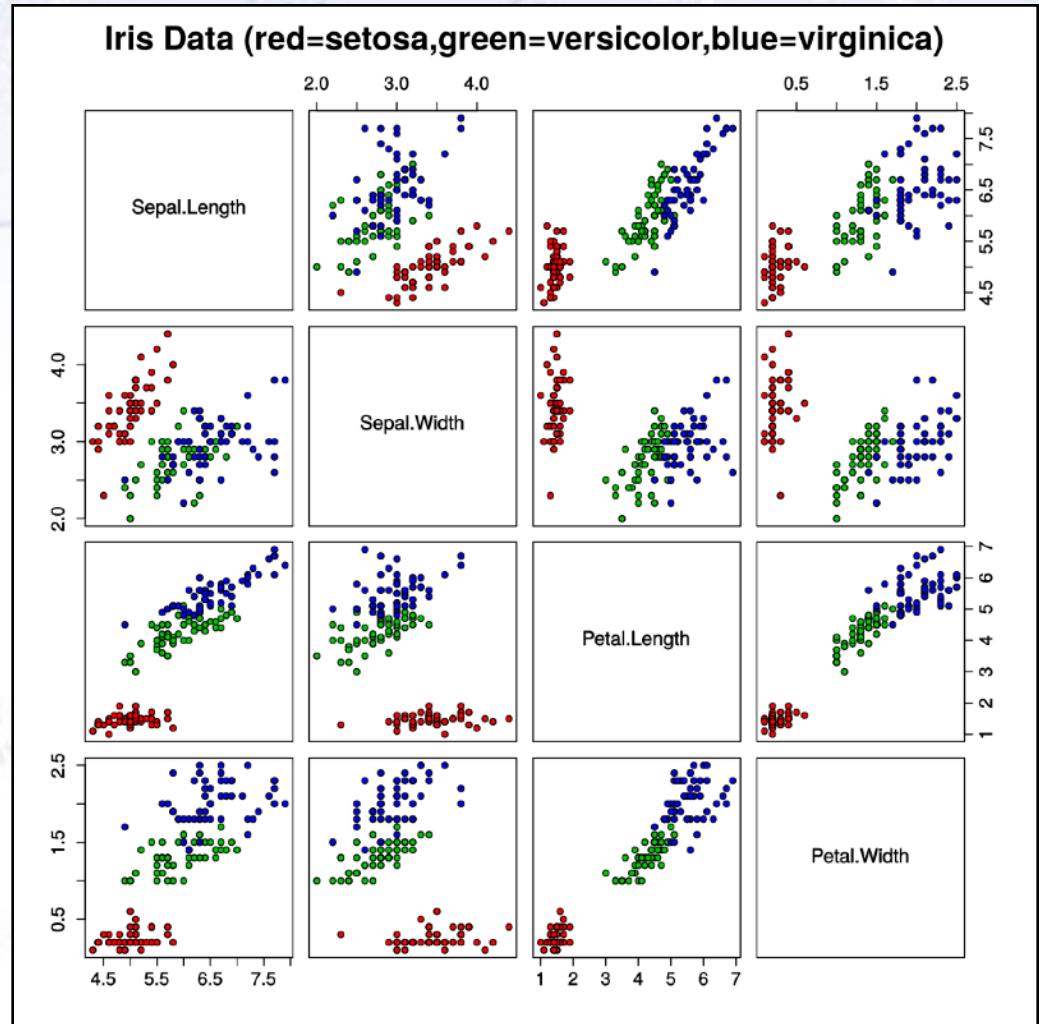 Iris Data (red=setosa,green=versicolor,blue=virginica)
2.0 3.0 4.0
0.5 1.5 2.5
Sepal.Length
4.5 5.5 6.5 7.5
2.0 3.0 4.0
Sepal.Width
Petal.Length
1 2 3 4 5 6 7
0.5 1.5 2.5
Petal.Width
4.5 5.5 6.5 7.5
1 2 3 4 5 6 7